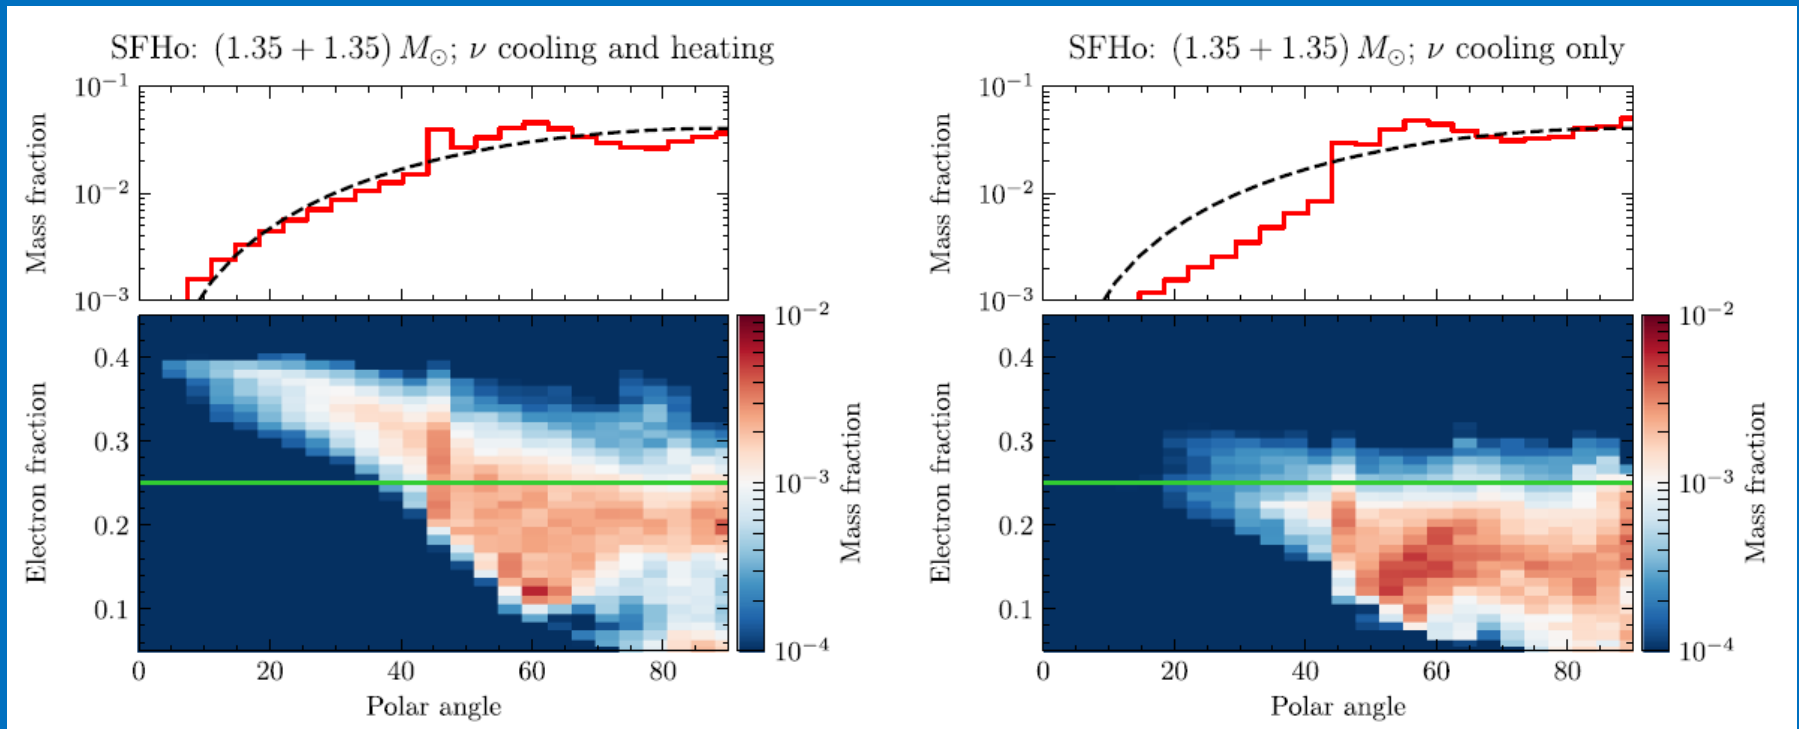 SFHo: (1.35 + 1.35) M⊙; ν cooling and heating
10⁻¹
10⁻²
10⁻³
Mass fraction
0.4
0.3
0.2
0.1
Electron fraction
0 20 40 60 80
Polar angle
10⁻²
10⁻³
10⁻⁴
Mass fraction
SFHo: (1.35 + 1.35) M⊙; ν cooling only
10⁻¹
10⁻²
10⁻³
Mass fraction
0.4
0.3
0.2
0.1
Electron fraction
0 20 40 60 80
Polar angle
10⁻²
10⁻³
10⁻⁴
Mass fraction